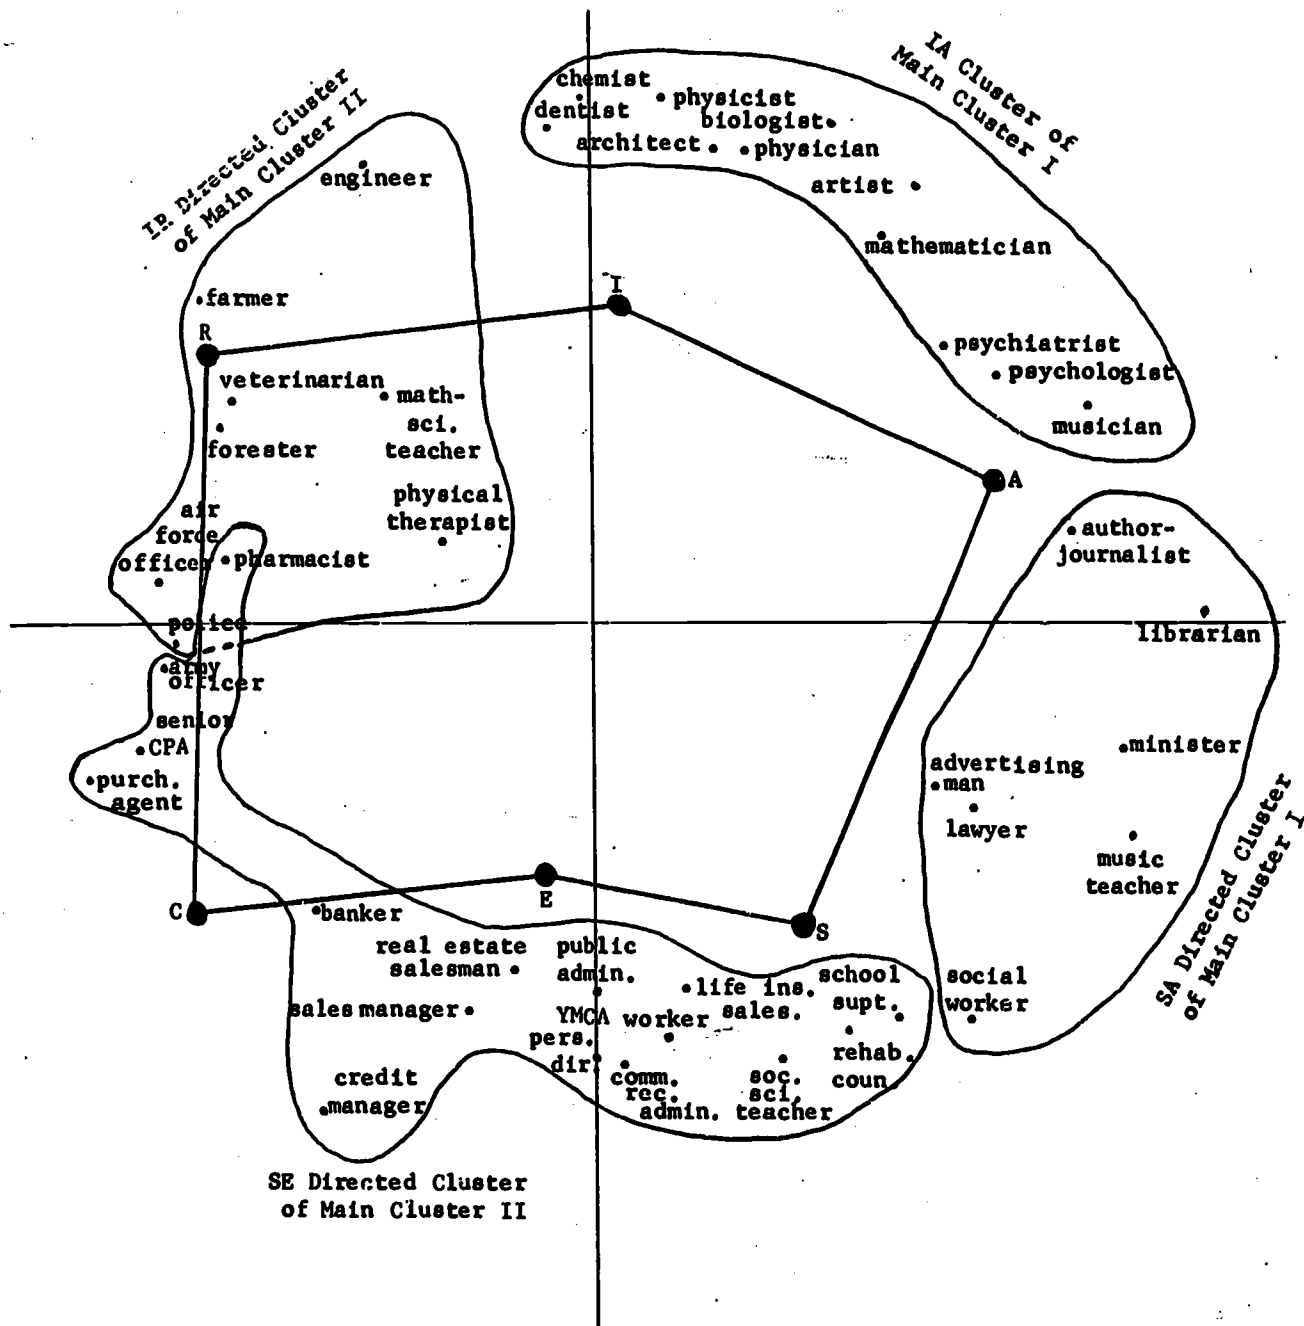 IA Cluster of
Main Cluster I
chemist
physicist
dentist
biologist
architect
physician
artist
mathematician
psychiatrist
psychologist
musician
IR Directed Cluster
of Main Cluster II
engineer
farmer
R
I
A
veterinarian
math-
sci.
teacher
forester
physical
therapist
air
force
officer
pharmacist
police
army
officer
senior
CPA
purch.
agent
author-
journalist
librarian
minister
advertising
man
lawyer
music
teacher
social
worker
SA Directed Cluster
of Main Cluster I
C
E
S
banker
real estate
salesman
public
admin.
life ins.
sales.
school
supt.
sales manager
YMCA worker
pers.
dir.
rehab.
coun.
credit
manager
comm.
rec.
admin.
soc.
sci.
teacher
SE Directed Cluster
of Main Cluster II